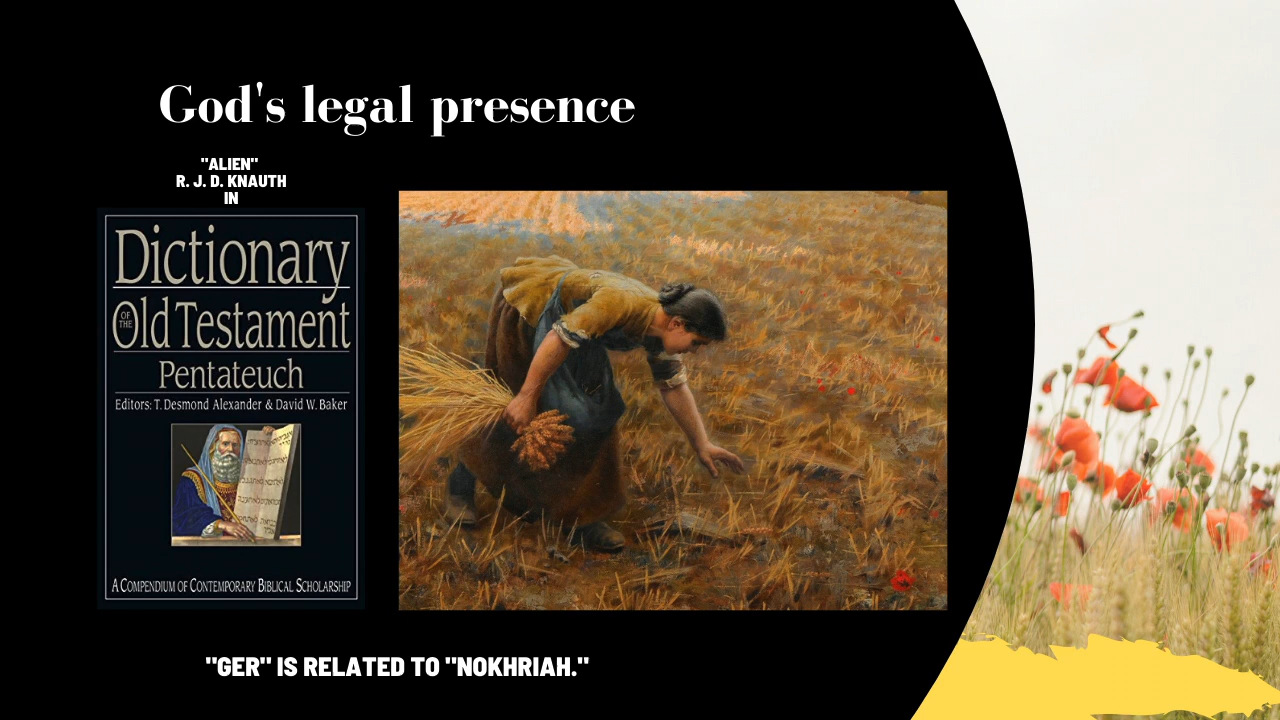 God's legal presence
"ALIEN"
R. J. D. KNAUTH
IN
Dictionary
OF THE Old Testament
Pentateuch
Editors: T. Desmond Alexander & David W. Baker
A Compendium of Contemporary Biblical Scholarship
"GER" IS RELATED TO "NOKHRIAH."